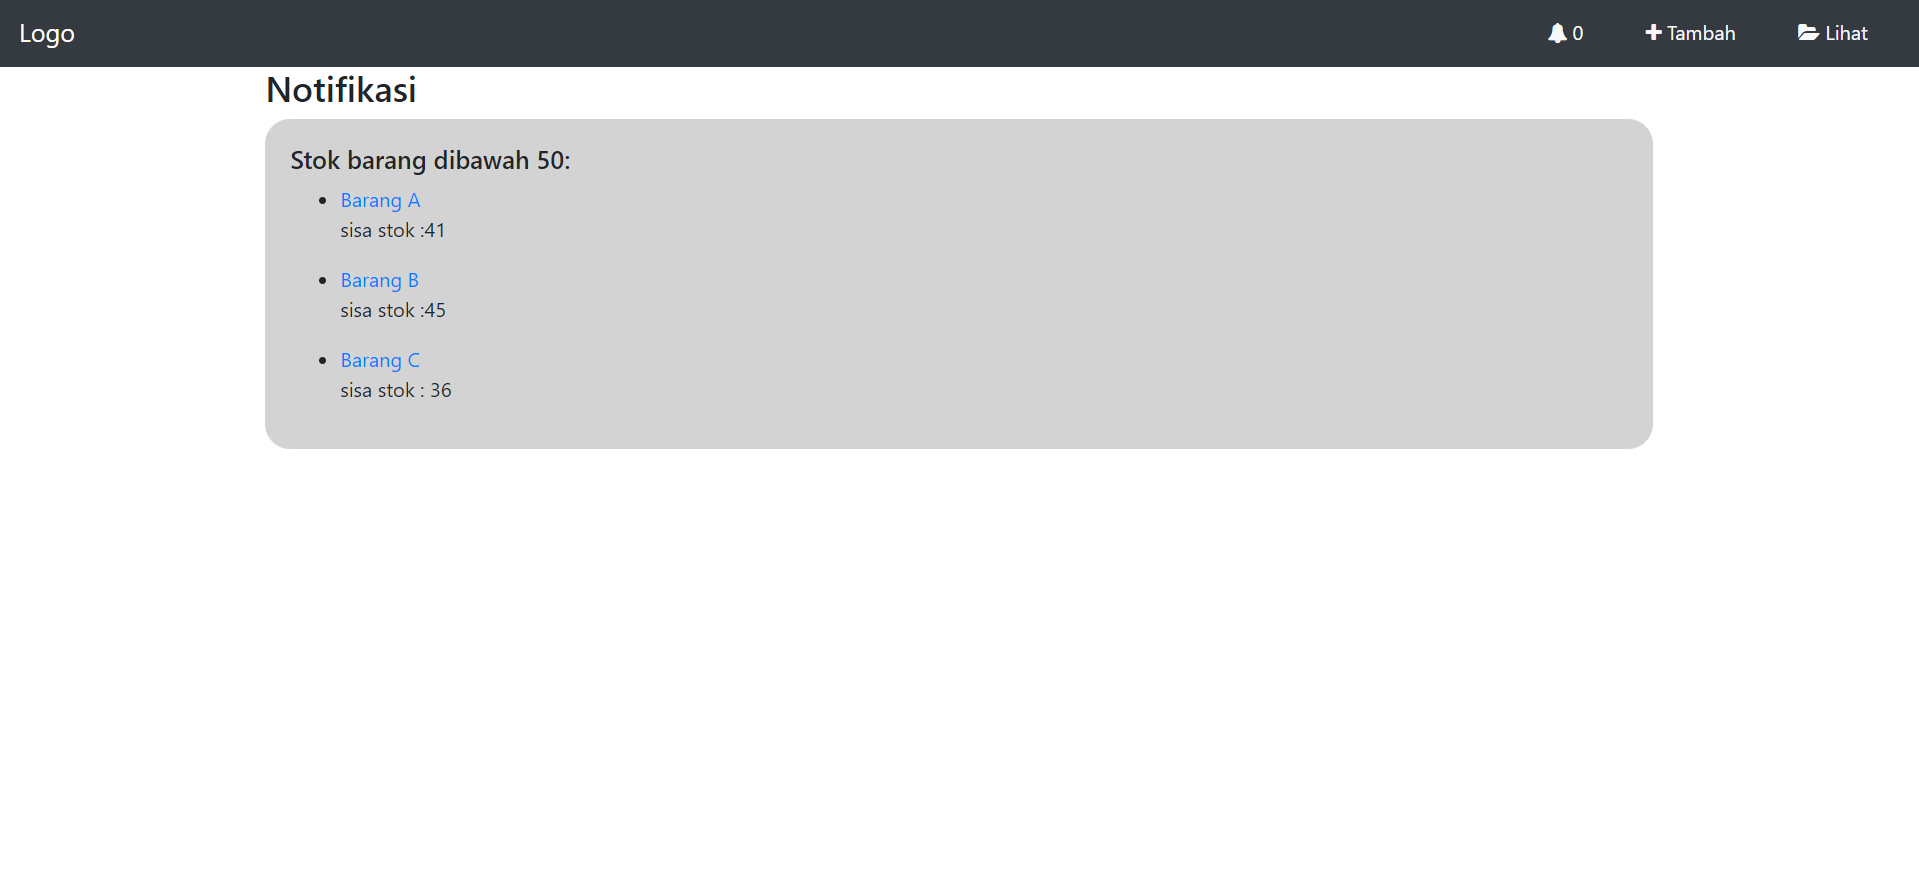 Logo
0
Tambah
Lihat
Notifikasi
Stok barang dibawah 50:
Barang A
sisa stok :41
Barang B
sisa stok :45
Barang C
sisa stok : 36